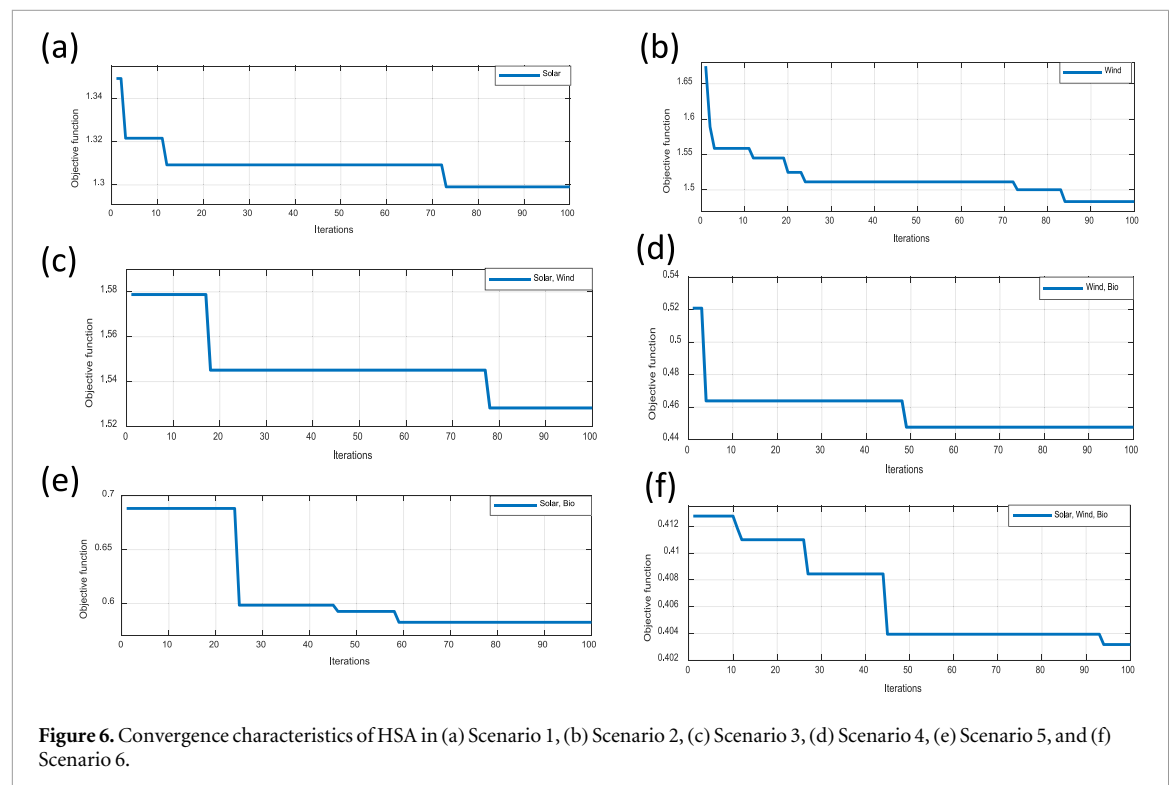 (a)
Solar
1.34
1.32
1.3
Objective function
0 10 20 30 40 50 60 70 80 90 100
Iterations
(b)
Wind
1.65
1.6
1.55
1.5
Objective function
0 10 20 30 40 50 60 70 80 90 100
Iterations
(c)
Solar, Wind
1,58
1,56
1,54
1,52
Objective function
0 10 20 30 40 50 60 70 80 90 100
Iterations
(d)
Wind, Bio
0,54
0,52
0,5
0,48
0,46
0,44
Objective function
0 10 20 30 40 50 60 70 80 90 100
Iterations
(e)
Solar, Bio
0.7
0.65
0.6
Objective function
0 10 20 30 40 50 60 70 80 90 100
Iterations
(f)
Solar, Wind, Bio
0,412
0,41
0,408
0,406
0,404
0,402
Objective function
0 10 20 30 40 50 60 70 80 90 100
Iterations
Figure 6. Convergence characteristics of HSA in (a) Scenario 1, (b) Scenario 2, (c) Scenario 3, (d) Scenario 4, (e) Scenario 5, and (f)
Scenario 6.